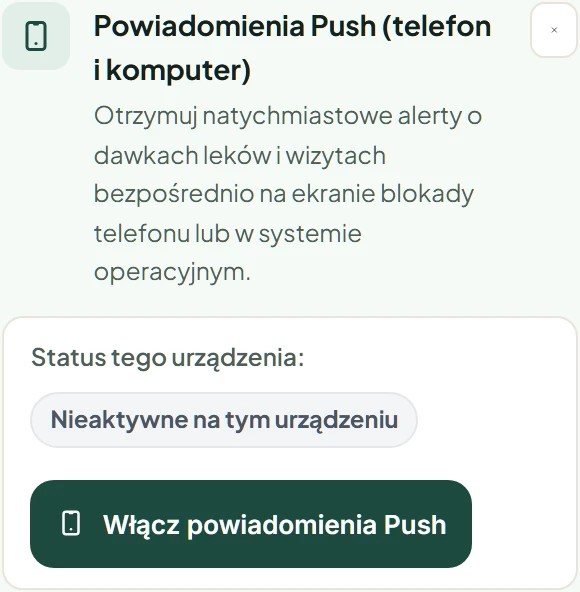 Powiadomienia Push (telefon
i komputer)
×
Otrzymuj natychmiastowe alerty o
dawkach leków i wizytach
bezpośrednio na ekranie blokady
telefonu lub w systemie
operacyjnym.
Status tego urządzenia:
Nieaktywne na tym urządzeniu
Włącz powiadomienia Push